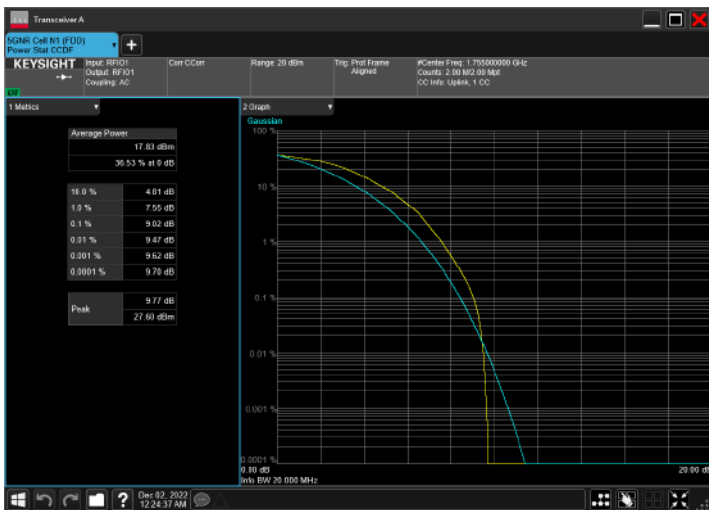 Transceiver A
5GNR Cell N1 (FDD)
Power Stat CCDF
KEYSIGHT
Input: RFIO1
Output: RFIO1
Coupling: AC
Corr CCorr
Range: 20 dBm
Trig: Prot Frame
Aligned
#Center Freq: 1.755000000 GHz
Counts: 2.00 M/2.00 Mpt
CC Info: Uplink, 1 CC
1 Metrics
Average Power
17.83 dBm
36.53 % at 0 dB
10.0 % 4.81 dB
1.0 % 7.55 dB
0.1 % 9.02 dB
0.01 % 9.47 dB
0.001 % 9.62 dB
0.0001 % 9.70 dB
Peak
9.77 dB
27.60 dBm
2 Graph
Gaussian
100 %
10 %
1 %
0.1 %
0.01 %
0.001 %
0.0001 %
0.00 dB
20.00 dB
Info BW 20.000 MHz
?
Dec 02, 2022
12:24:37 AM